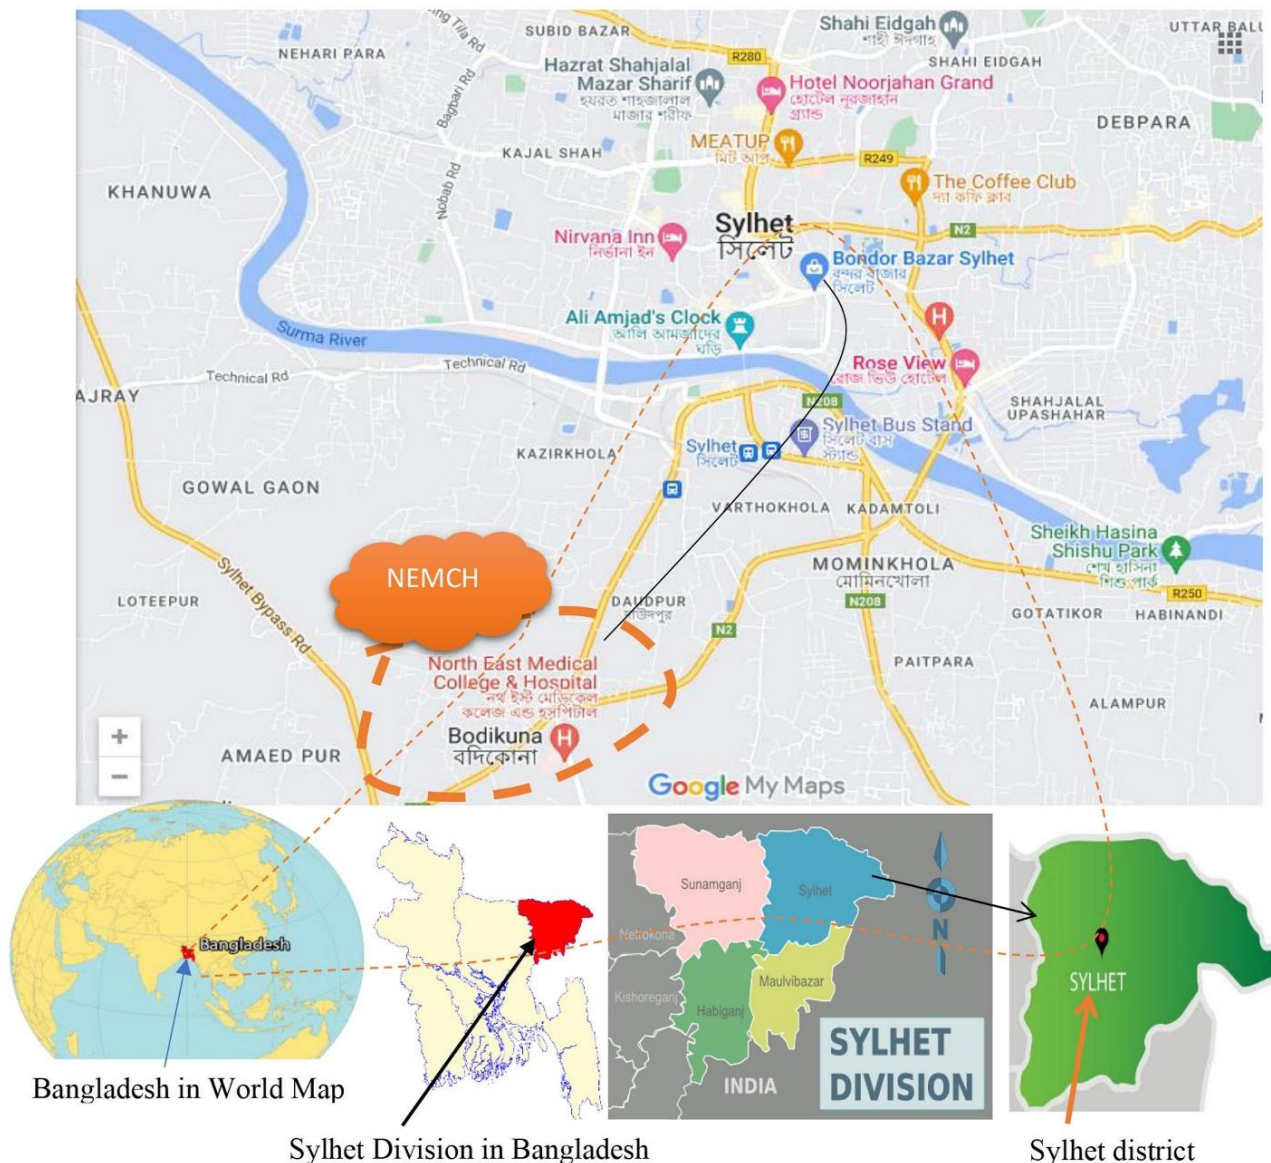 Shahi Eidgah
শাহী ঈদগাহ
SUBID BAZAR
UTTAR BALU
NEHARI PARA
R280
SHAHI EIDGAH
Hazrat Shahjalal
Mazar Sharif
হযরত শাহজালাল
মাজার শরীফ
Hotel Noorjahan Grand
হোটেল নূরজাহান
গ্র্যান্ড
Bagbari Rd
DEBPARA
MEATUP
মিট আপ
KAJAL SHAH
R249
The Coffee Club
দ্যা কফি ক্লাব
KHANUWA
Nobab Rd
Sylhet
সিলেট
N2
Nirvana Inn
নির্ভানা ইন
Bondor Bazar Sylhet
বন্দর বাজার
সিলেট
Ali Amjad's Clock
আলি আমজাদের
ঘড়ি
H
Surma River
Technical Rd
Rose View
রোজ ভিউ হোটেল
Technical Rd
AJRAY
N208
SHAHJALAL
UPASHAHAR
Sylhet Bus Stand
সিলেট বাস
স্ট্যান্ড
Sylhet
সিলেট
KAZIRKHOLA
GOWAL GAON
VARTHOKHOLA
KADAMTOLI
Sheikh Hasina
Shishu Park
শেখ হাসিনা
শিশু পার্ক
MOMINKHOLA
মোমিনখোলা
NEMCH
Sylhet Bypass Rd
LOTEEPUR
DAUDPUR
দাউদপুর
N208
R250
GOTATIKOR
HABINANDI
N2
North East Medical
College & Hospital
নর্থ ইস্ট মেডিকেল
কলেজ এন্ড হসপিটাল
PAITPARA
ALAMPUR
Bodikuna
বদিকোনা
H
AMAED PUR
+
−
Google My Maps
Bangladesh
Sunamganj
Sylhet
Netrokona
N
Kishoreganj
Habiganj
Maulvibazar
SYLHET
SYLHET
DIVISION
INDIA
Bangladesh in World Map
Sylhet Division in Bangladesh
Sylhet district